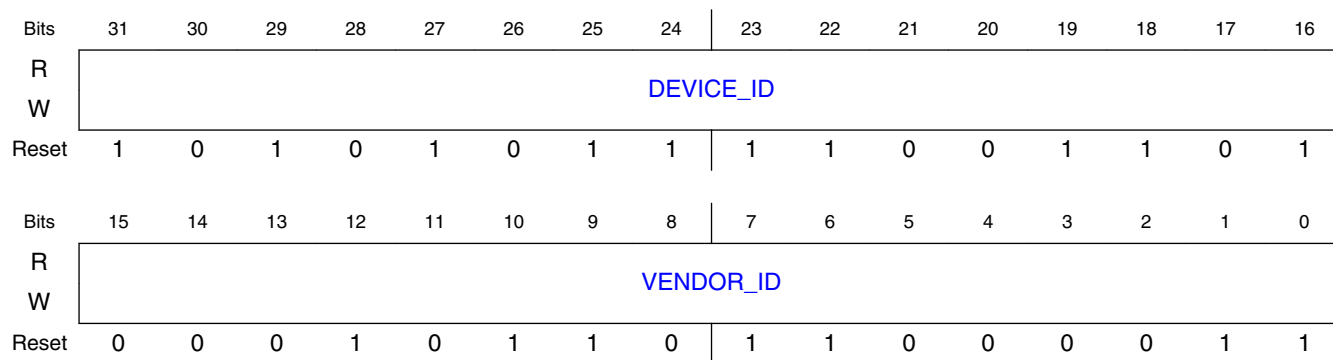 Bits 31 30 29 28 27 26 25 24 23 22 21 20 19 18 17 16
R
DEVICE_ID
W
Reset 1 0 1 0 1 0 1 1 1 1 0 0 1 1 0 1
Bits 15 14 13 12 11 10 9 8 7 6 5 4 3 2 1 0
R
VENDOR_ID
W
Reset 0 0 0 1 0 1 1 0 1 1 0 0 0 0 1 1